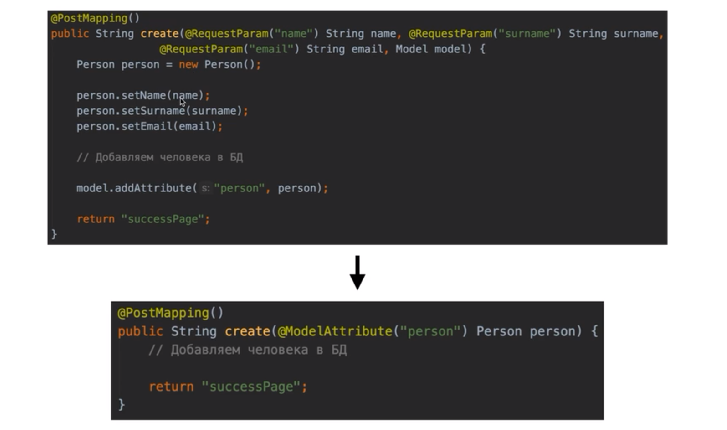 @PostMapping()
public String create(@RequestParam("name") String name, @RequestParam("surname") String surname,
@RequestParam("email") String email, Model model) {
Person person = new Person();
person.setName(name);
person.setSurname(surname);
person.setEmail(email);
// Добавляем человека в БД
model.addAttribute( s: "person", person);
return "successPage";
}
@PostMapping()
public String create(@ModelAttribute("person") Person person) {
// Добавляем человека в БД
return "successPage";
}